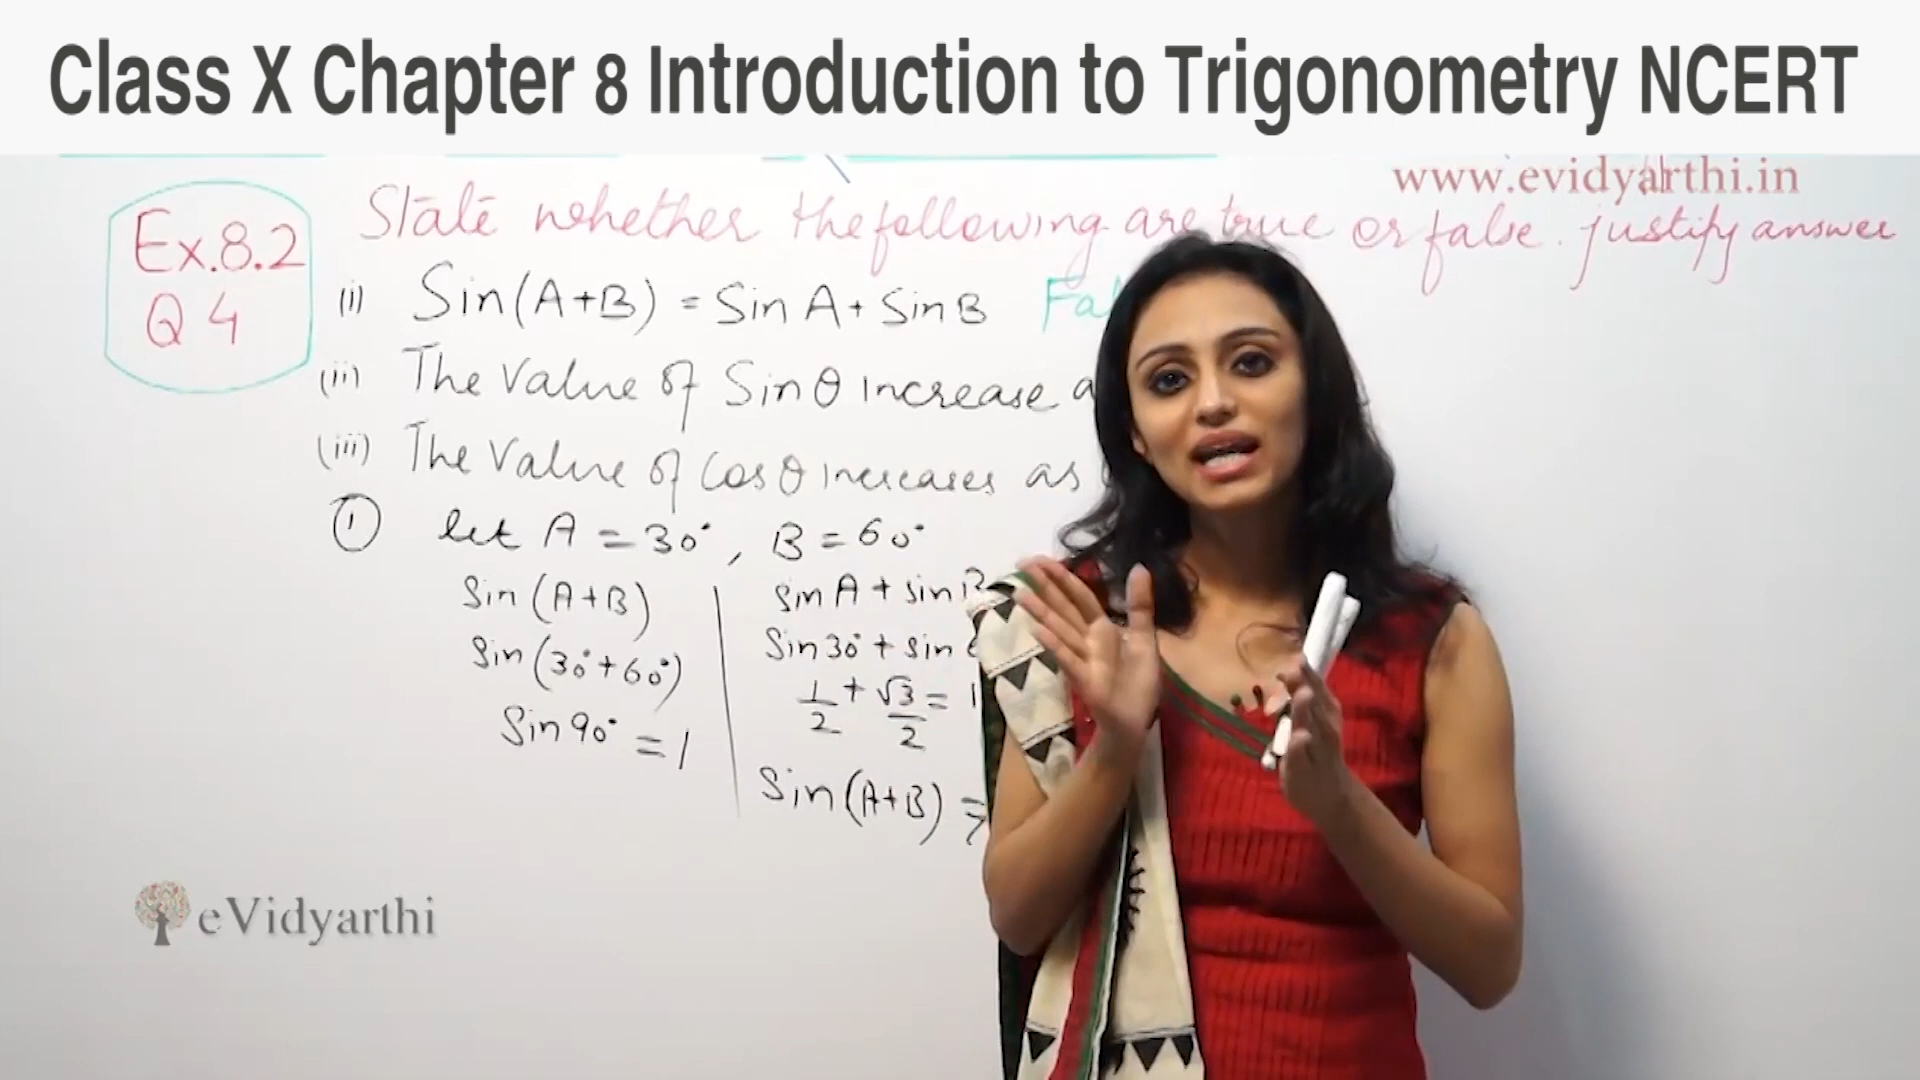 Class X Chapter 8 Introduction to Trigonometry NCERT
www.evidyarthi.in
Ex.8.2
Q 4
State whether the following are true or false. justify answer
(i) Sin(A+B) = Sin A + Sin B
(ii) The Value of Sin θ increase
(iii) The Value of Cos θ increases as
① let A = 30°, B = 60°
Sin (A+B)
Sin (30°+60°)
Sin 90° = 1
sin A + sin B
Sin 30° + sin
1/2 + √3/2 =
Sin (A+B)
eVidyarthi